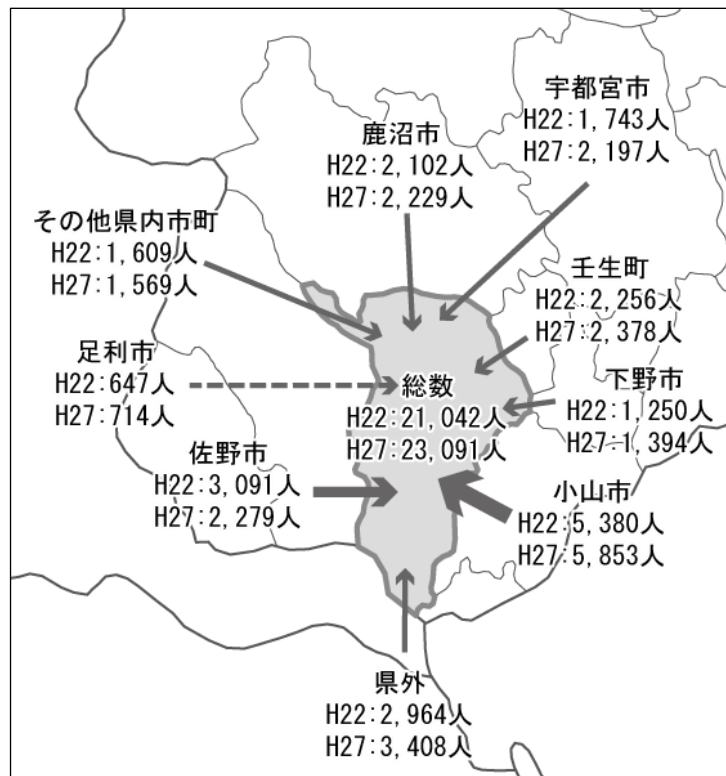 宇都宮市
H22:1,743人
H27:2,197人
鹿沼市
H22:2,102人
H27:2,229人
その他県内市町
H22:1,609人
H27:1,569人
壬生町
H22:2,256人
H27:2,378人
足利市
H22:647人
H27:714人
総数
H22:21,042人
H27:23,091人
下野市
H22:1,250人
H27:1,394人
佐野市
H22:3,091人
H27:2,279人
小山市
H22:5,380人
H27:5,853人
県外
H22:2,964人
H27:3,408人